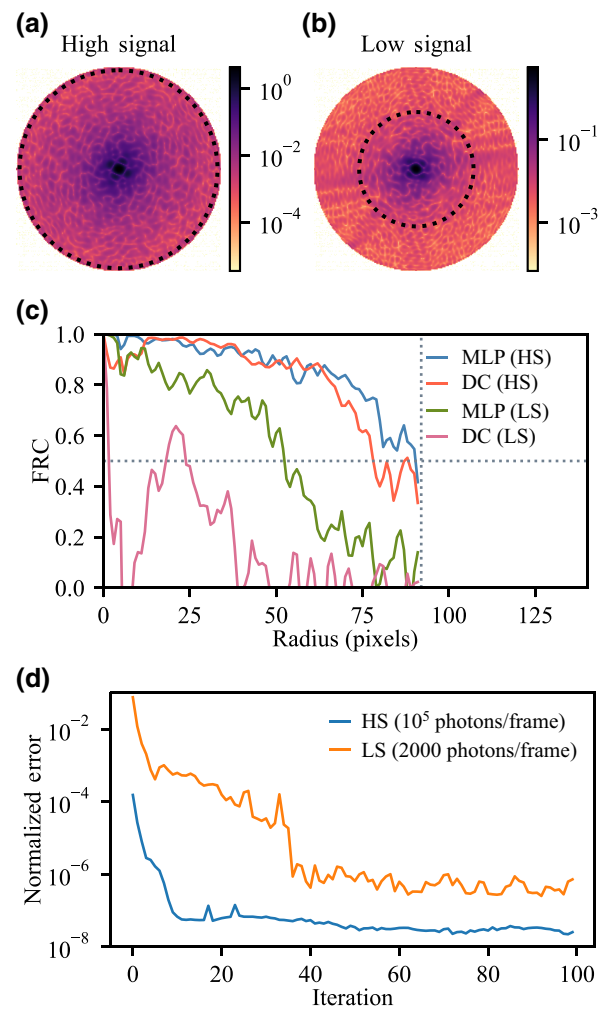 (a)
High signal
10^0
10^-2
10^-4
(b)
Low signal
10^-1
10^-3
(c)
1.0
0.8
0.6
0.4
0.2
0.0
FRC
MLP (HS)
DC (HS)
MLP (LS)
DC (LS)
0 25 50 75 100 125
Radius (pixels)
(d)
10^-2
10^-4
10^-6
10^-8
Normalized error
HS (10^5 photons/frame)
LS (2000 photons/frame)
0 20 40 60 80 100
Iteration